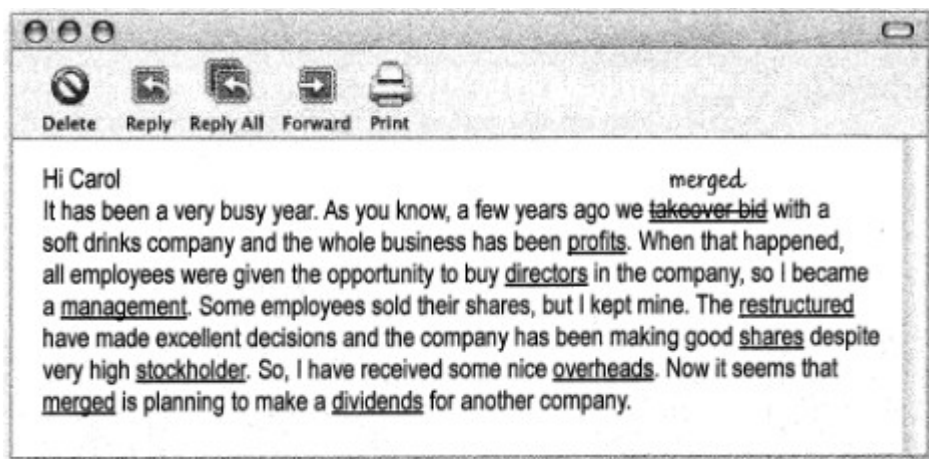 Delete Reply Reply All Forward Print
Hi Carol
merged
It has been a very busy year. As you know, a few years ago we takeover bid with a
soft drinks company and the whole business has been profits. When that happened,
all employees were given the opportunity to buy directors in the company, so I became
a management. Some employees sold their shares, but I kept mine. The restructured
have made excellent decisions and the company has been making good shares despite
very high stockholder. So, I have received some nice overheads. Now it seems that
merged is planning to make a dividends for another company.